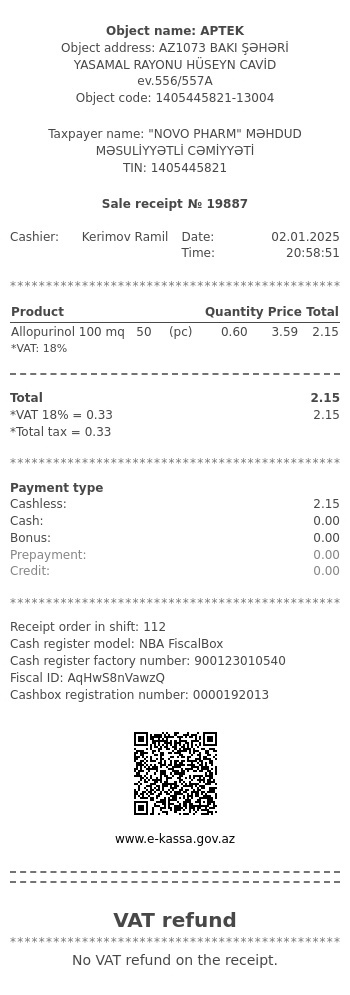 Object name: APTEK
Object address: AZ1073 BAKI ŞƏHƏRİ
YASAMAL RAYONU HÜSEYN CAVİD
ev.556/557A
Object code: 1405445821-13004
Taxpayer name: "NOVO PHARM" MƏHDUD
MƏSULİYYƏTLİ CƏMİYYƏTİ
TIN: 1405445821
Sale receipt № 19887
Cashier: Kerimov Ramil Date: 02.01.2025
Time: 20:58:51
*********************************************
Product Quantity Price Total
Allopurinol 100 mq 50 (pc) 0.60 3.59 2.15
*VAT: 18%
Total 2.15
*VAT 18% = 0.33 2.15
*Total tax = 0.33
*********************************************
Payment type
Cashless: 2.15
Cash: 0.00
Bonus: 0.00
Prepayment: 0.00
Credit: 0.00
*********************************************
Receipt order in shift: 112
Cash register model: NBA FiscalBox
Cash register factory number: 900123010540
Fiscal ID: AqHwS8nVawzQ
Cashbox registration number: 0000192013
www.e-kassa.gov.az
VAT refund
*********************************************
No VAT refund on the receipt.